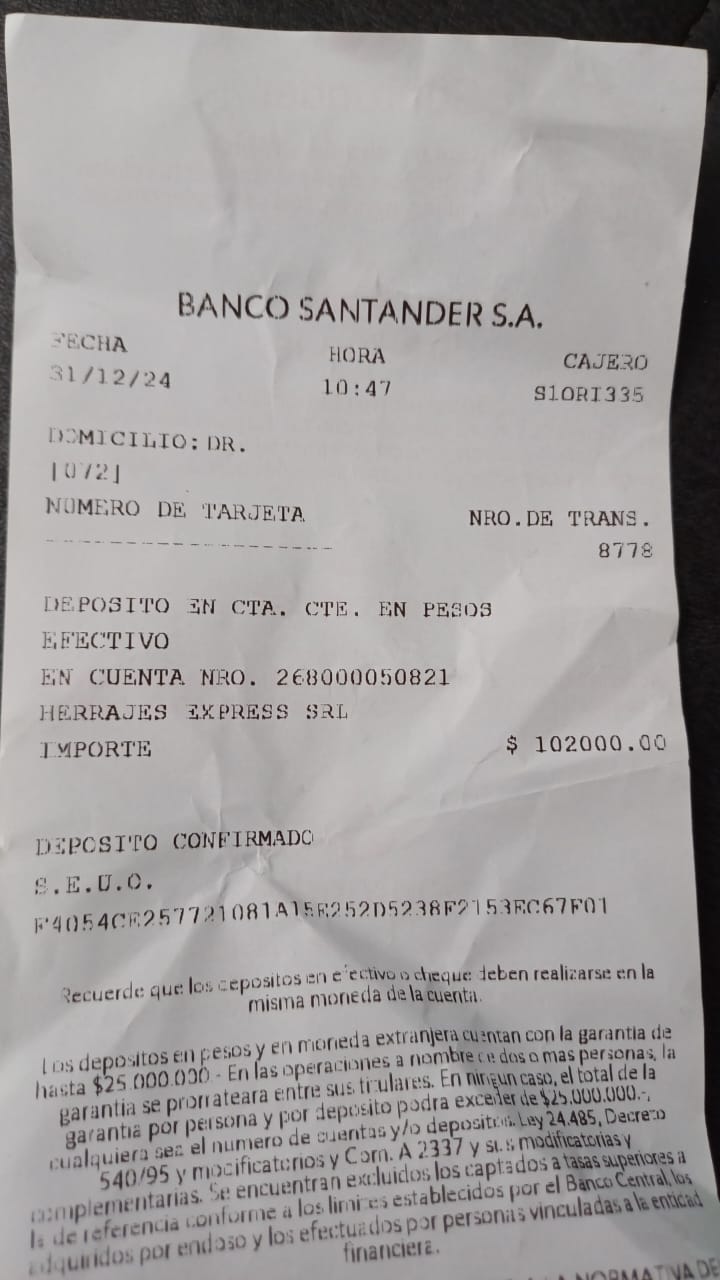 BANCO SANTANDER S.A.
FECHA HORA CAJERO
31/12/24 10:47 S1ORI335
DOMICILIO: DR.
[072]
NUMERO DE TARJETA NRO.DE TRANS.
8778
DEPOSITO EN CTA. CTE. EN PESOS
EFECTIVO
EN CUENTA NRO. 268000050821
HERRAJES EXPRESS SRL
IMPORTE $ 102000.00
DEPOSITO CONFIRMADO
S.E.U.O.
F4054CE257721081A15E252D5238F2153EC67F01
Recuerde que los depositos en efectivo o cheque deben realizarse en la
misma moneda de la cuenta.
Los depositos en pesos y en moneda extranjera cuentan con la garantia de
hasta $25.000.000.- En las operaciones a nombre de dos o mas personas, la
garantia se prorrateara entre sus titulares. En ningun caso, el total de la
garantia por persona y por deposito podra exceder de $25.000.000.-,
cualquiera sea el numero de cuentas y/o depositos. Ley 24.485, Decreto
540/95 y modificatorios y Com. A 2337 y sus modificatorias y
complementarias. Se encuentran excluidos los captados a tasas superiores a
la de referencia conforme a los limites establecidos por el Banco Central, los
adquiridos por endoso y los efectuados por personas vinculadas a la entidad
financiera.
LA NORMATIVA DE